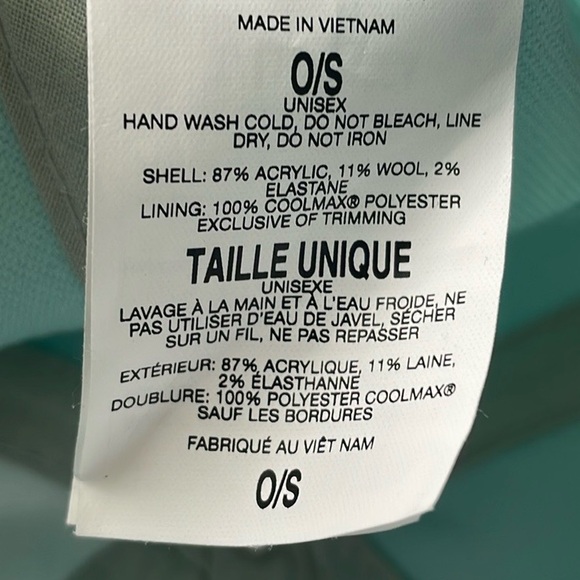 MADE IN VIETNAM
O/S
UNISEX
HAND WASH COLD, DO NOT BLEACH, LINE
DRY, DO NOT IRON
SHELL: 87% ACRYLIC, 11% WOOL, 2%
ELASTANE
LINING: 100% COOLMAX® POLYESTER
EXCLUSIVE OF TRIMMING
TAILLE UNIQUE
UNISEXE
LAVAGE À LA MAIN ET À L'EAU FROIDE, NE
PAS UTILISER D'EAU DE JAVEL, SÉCHER
SUR UN FIL, NE PAS REPASSER
EXTÉRIEUR: 87% ACRYLIQUE, 11% LAINE,
2% ÉLASTHANNE
DOUBLURE: 100% POLYESTER COOLMAX®
SAUF LES BORDURES
FABRIQUÉ AU VIÊT NAM
O/S